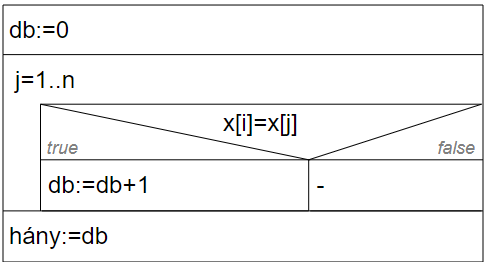 db:=0
j=1..n
x[i]=x[j]
true
false
db:=db+1
-
hány:=db